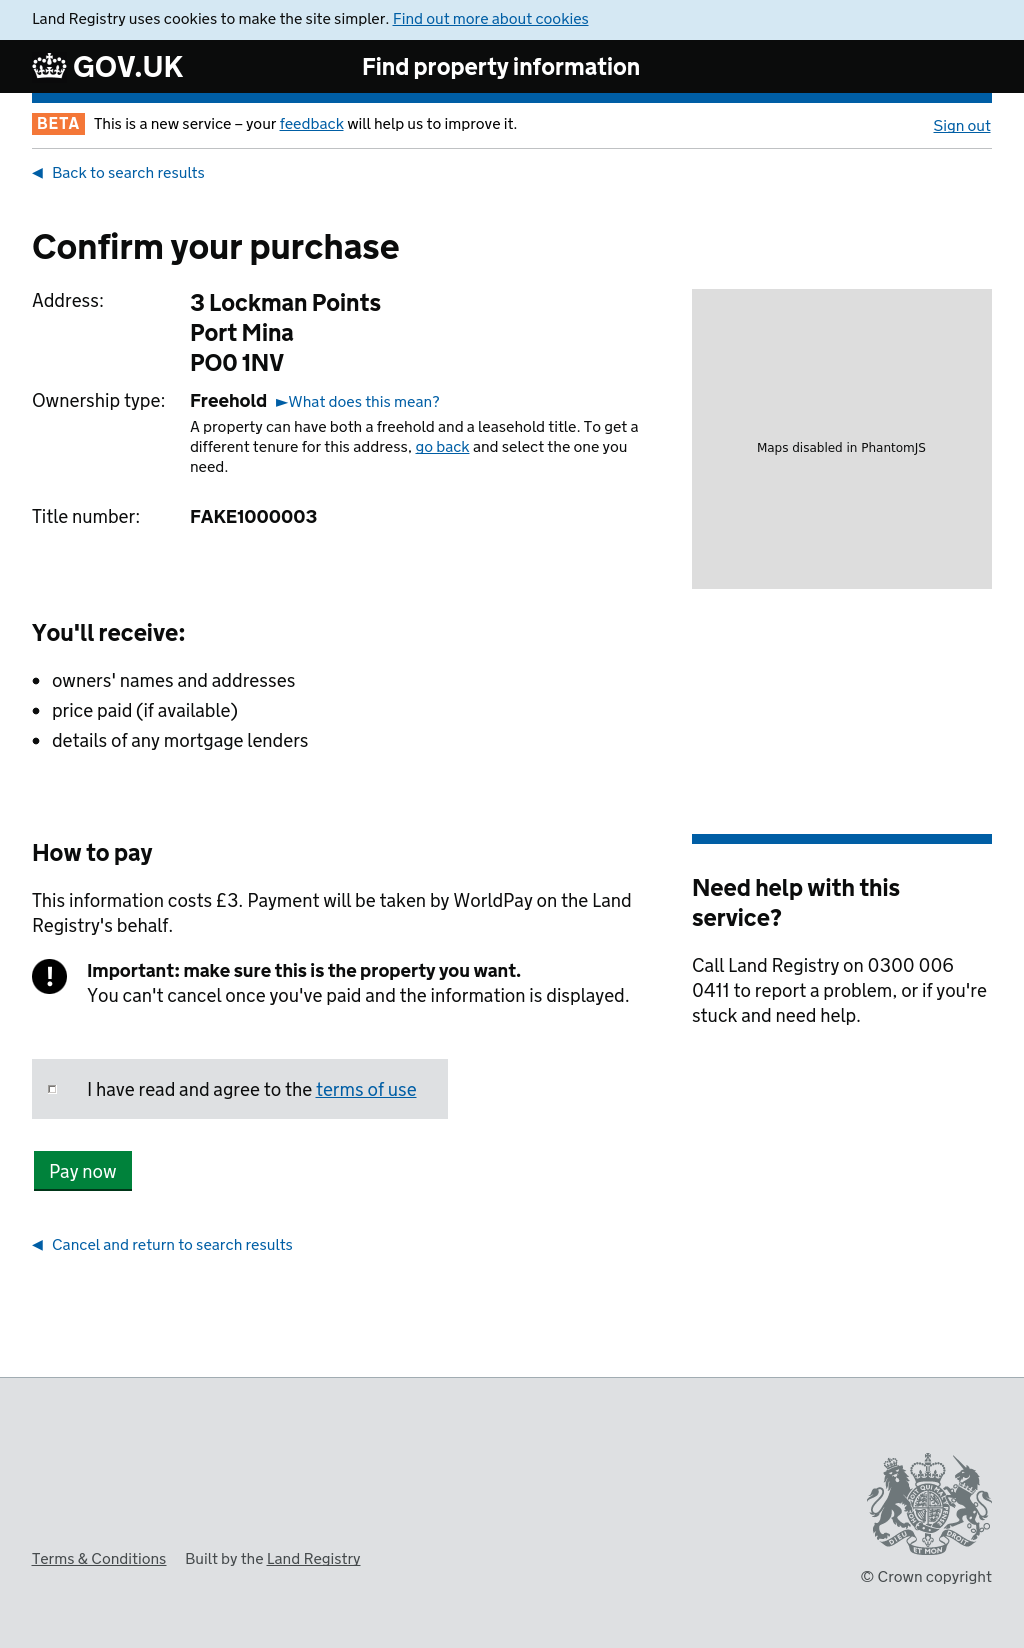 Land Registry uses cookies to make the site simpler. Find out more about cookies
GOV.UK
Find property information
BETA This is a new service – your feedback will help us to improve it.
Sign out
◀ Back to search results
Confirm your purchase
Address:
3 Lockman Points
Port Mina
PO0 1NV
Ownership type:
Freehold ►What does this mean?
A property can have both a freehold and a leasehold title. To get a
different tenure for this address, go back and select the one you
need.
Title number:
FAKE1000003
Maps disabled in PhantomJS
You'll receive:
• owners' names and addresses
• price paid (if available)
• details of any mortgage lenders
How to pay
This information costs £3. Payment will be taken by WorldPay on the Land
Registry's behalf.
! Important: make sure this is the property you want.
You can't cancel once you've paid and the information is displayed.
I have read and agree to the terms of use
Pay now
◀ Cancel and return to search results
Need help with this
service?
Call Land Registry on 0300 006
0411 to report a problem, or if you're
stuck and need help.
Terms & Conditions Built by the Land Registry
DIEU ET MON DROIT
© Crown copyright